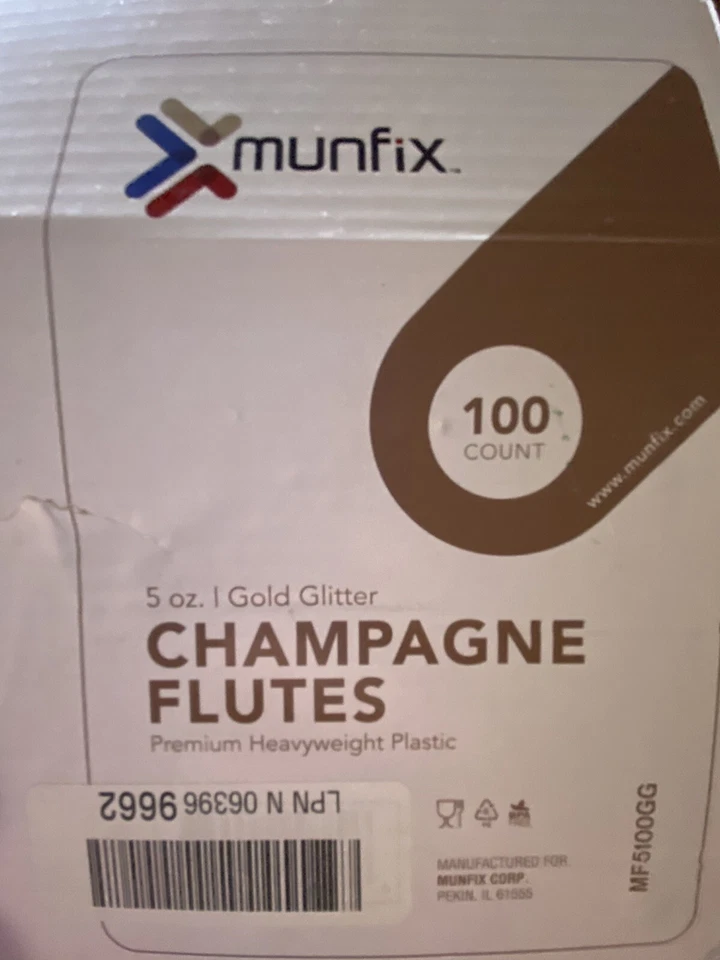 munfix™
100
COUNT
www.munfix.com
5 oz. | Gold Glitter
CHAMPAGNE
FLUTES
Premium Heavyweight Plastic
LPN N 06396 9662
MANUFACTURED FOR
MUNFIX CORP.
PEKIN, IL 61555
MF5100GG